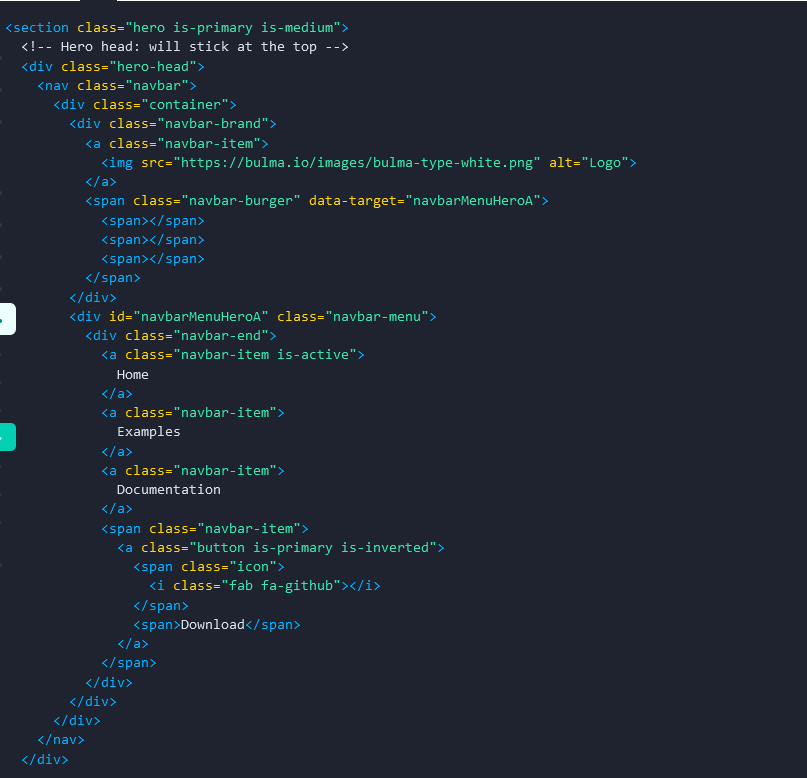 <section class="hero is-primary is-medium">
  <!-- Hero head: will stick at the top -->
  <div class="hero-head">
    <nav class="navbar">
      <div class="container">
        <div class="navbar-brand">
          <a class="navbar-item">
            <img src="https://bulma.io/images/bulma-type-white.png" alt="Logo">
          </a>
          <span class="navbar-burger" data-target="navbarMenuHeroA">
            <span></span>
            <span></span>
            <span></span>
          </span>
        </div>
        <div id="navbarMenuHeroA" class="navbar-menu">
          <div class="navbar-end">
            <a class="navbar-item is-active">
              Home
            </a>
            <a class="navbar-item">
              Examples
            </a>
            <a class="navbar-item">
              Documentation
            </a>
            <span class="navbar-item">
              <a class="button is-primary is-inverted">
                <span class="icon">
                  <i class="fab fa-github"></i>
                </span>
                <span>Download</span>
              </a>
            </span>
          </div>
        </div>
      </div>
    </nav>
  </div>